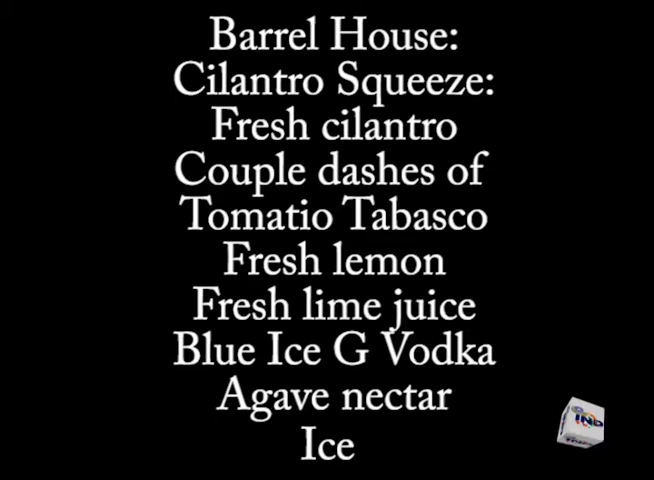 Barrel House:
Cilantro Squeeze:
Fresh cilantro
Couple dashes of
Tomatio Tabasco
Fresh lemon
Fresh lime juice
Blue Ice G Vodka
Agave nectar
Ice